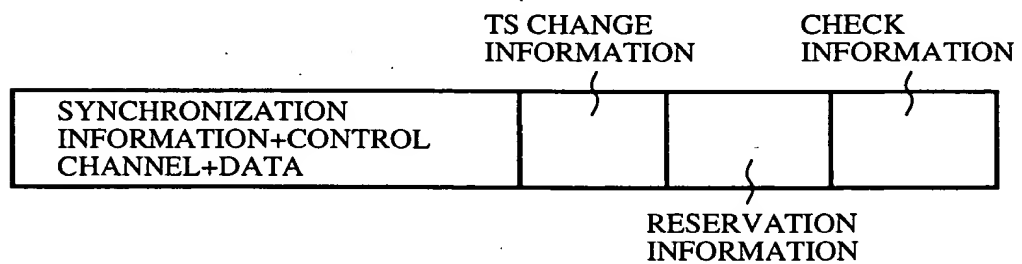 TS CHANGE
INFORMATION
CHECK
INFORMATION
SYNCHRONIZATION
INFORMATION+CONTROL
CHANNEL+DATA
RESERVATION
INFORMATION